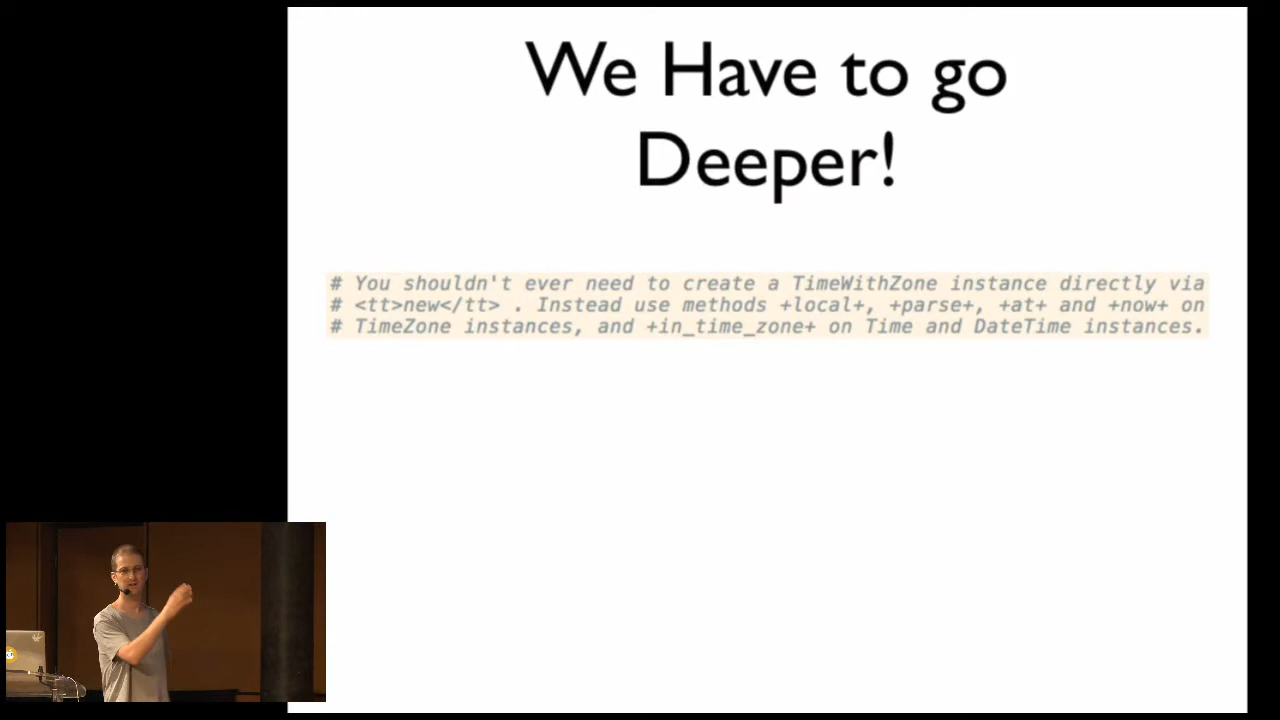 We Have to go
Deeper!
# You shouldn't ever need to create a TimeWithZone instance directly via
# <tt>new</tt> . Instead use methods +local+, +parse+, +at+ and +now+ on
# TimeZone instances, and +in_time_zone+ on Time and DateTime instances.